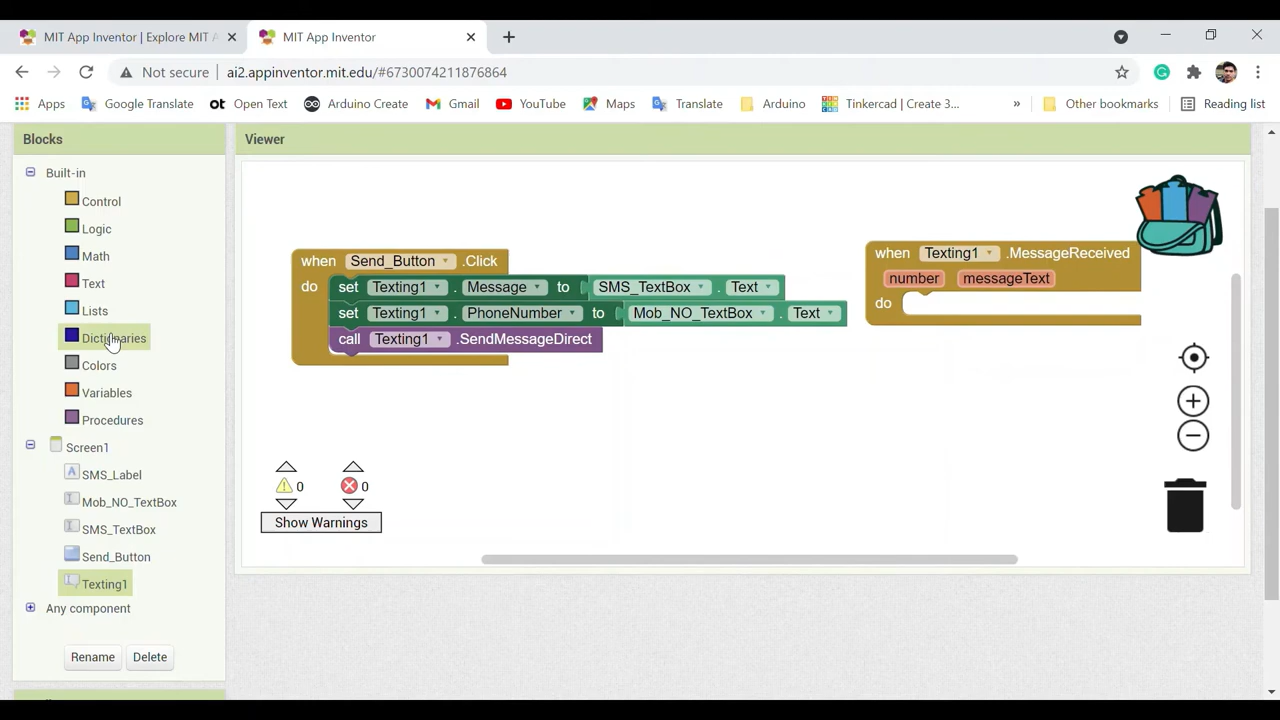 MIT App Inventor | Explore MIT A
MIT App Inventor
Not secure
ai2.appinventor.mit.edu/#6730074211876864
Apps
Google Translate
ot Open Text
Arduino Create
Gmail
YouTube
Maps
Translate
Arduino
Tinkercad | Create 3...
»
Other bookmarks
Reading list
Blocks
Viewer
Built-in
Control
Logic
Math
Text
Lists
Dictionaries
Colors
Variables
Procedures
Screen1
SMS_Label
Mob_NO_TextBox
SMS_TextBox
Send_Button
Texting1
Any component
Rename
Delete
when Send_Button .Click
do set Texting1 . Message to SMS_TextBox . Text
set Texting1 . PhoneNumber to Mob_NO_TextBox . Text
call Texting1 .SendMessageDirect
when Texting1 .MessageReceived
number messageText
do
0 0
Show Warnings